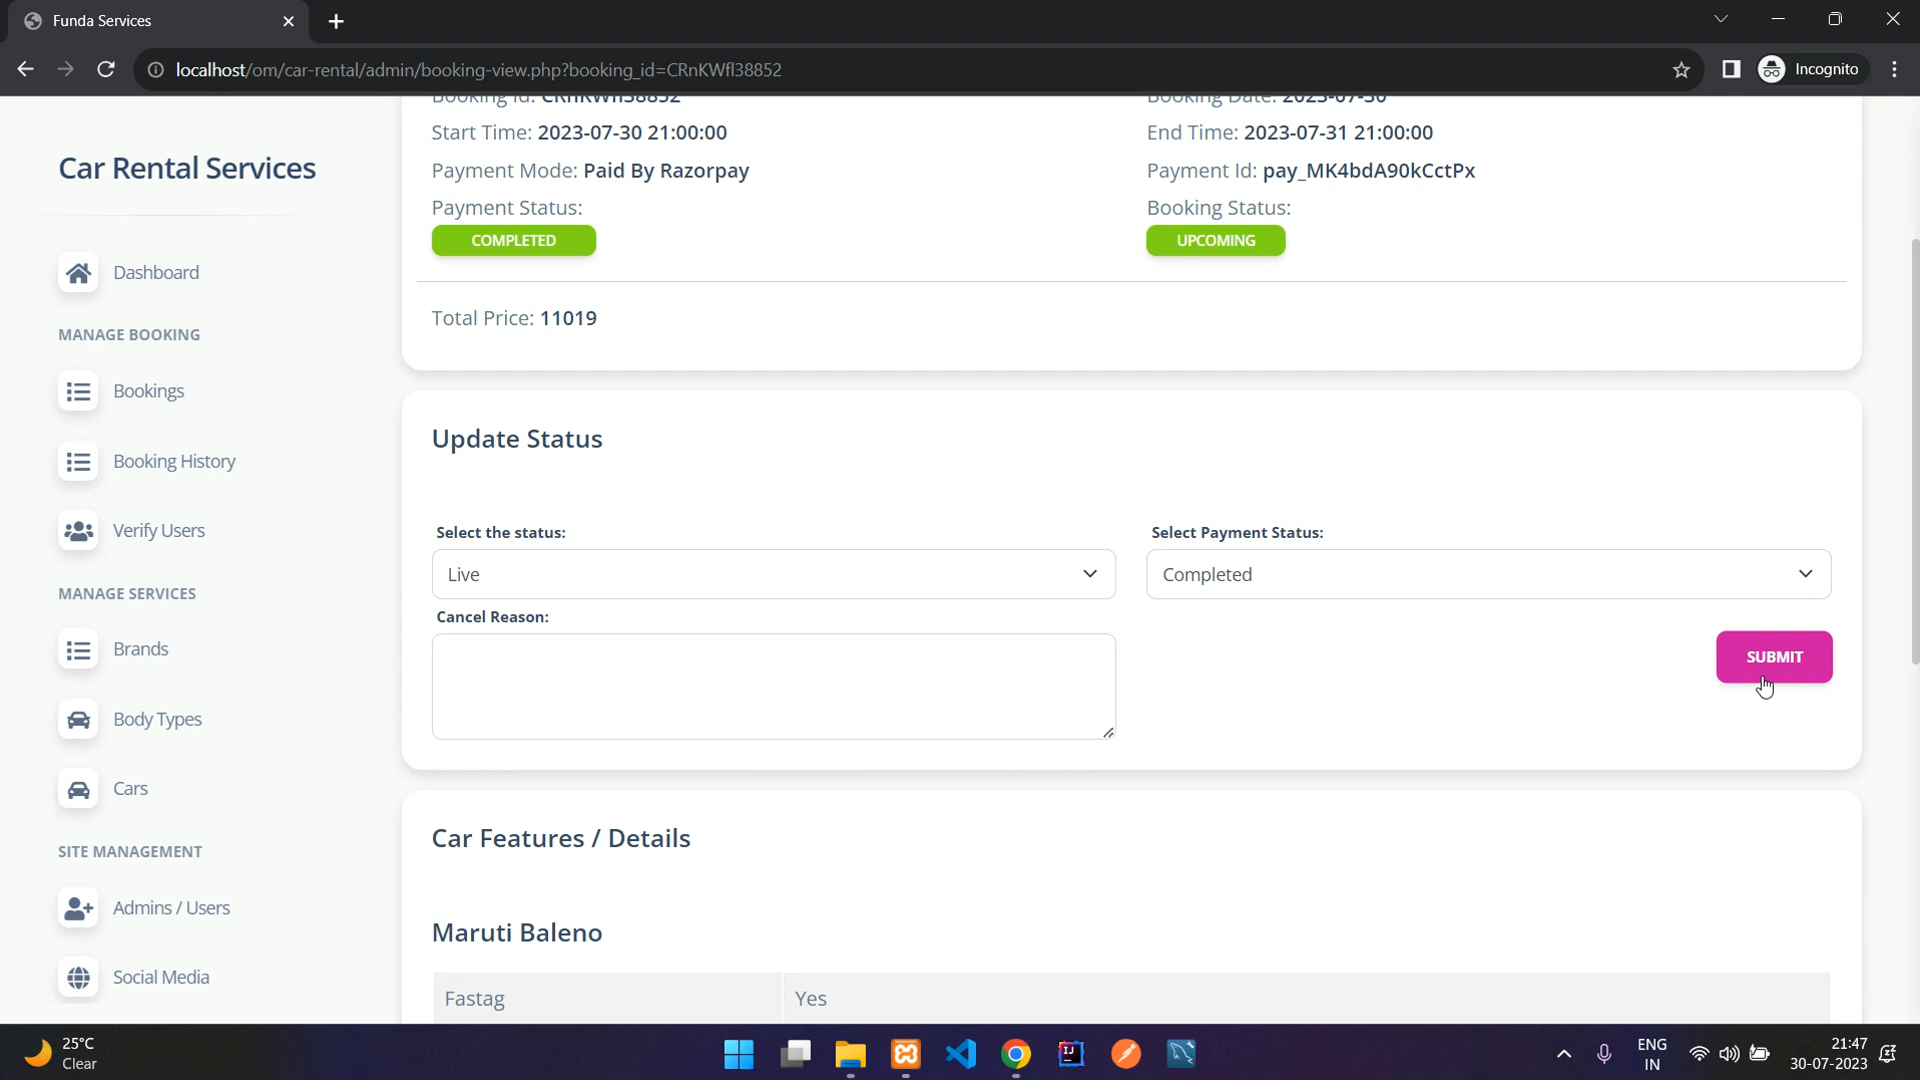 Funda Services
localhost/om/car-rental/admin/booking-view.php?booking_id=CRnKWfl38852
Incognito
Car Rental Services
Dashboard
MANAGE BOOKING
Bookings
Booking History
Verify Users
MANAGE SERVICES
Brands
Body Types
Cars
SITE MANAGEMENT
Admins / Users
Social Media
Booking Id: CRnKWfl38852
Booking Date: 2023-07-30
Start Time: 2023-07-30 21:00:00
End Time: 2023-07-31 21:00:00
Payment Mode: Paid By Razorpay
Payment Id: pay_MK4bdA90kCctPx
Payment Status:
COMPLETED
Booking Status:
UPCOMING
Total Price: 11019
Update Status
Select the status:
Live
Select Payment Status:
Completed
Cancel Reason:
SUBMIT
Car Features / Details
Maruti Baleno
Fastag
Yes
25°C
Clear
ENG
IN
21:47
30-07-2023